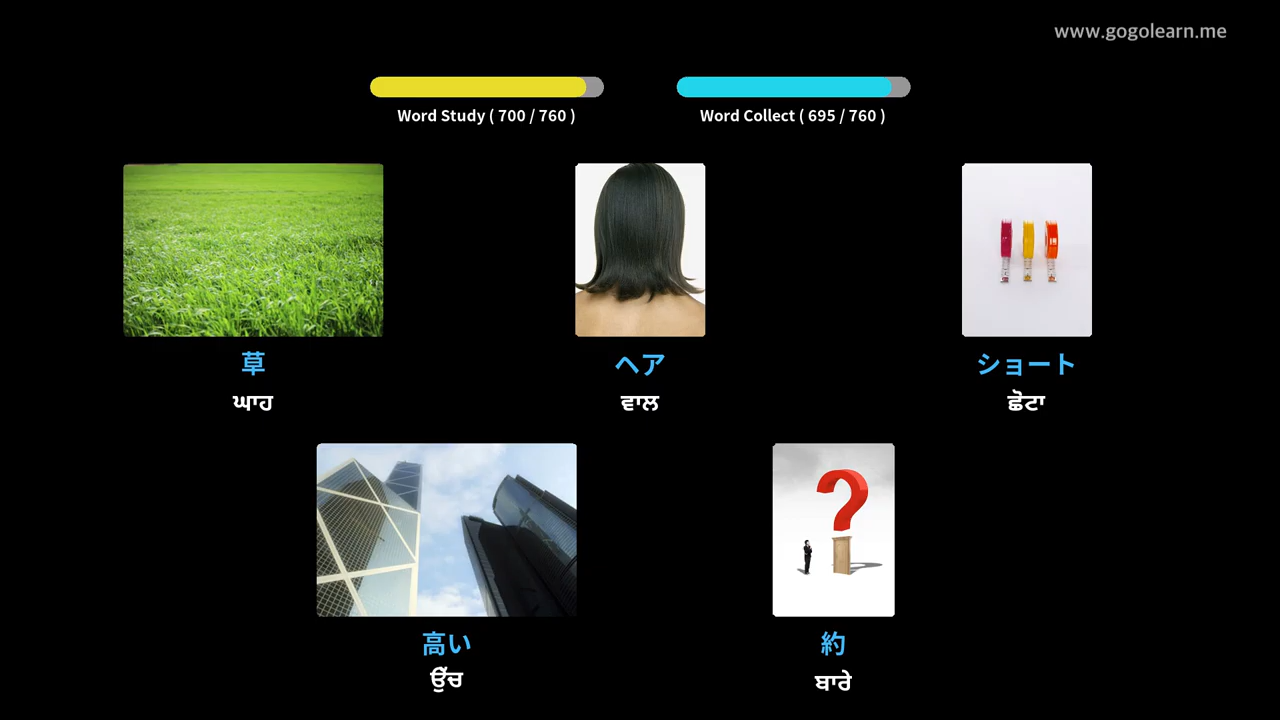 www.gogolearn.me
Word Study ( 700 / 760 )
Word Collect ( 695 / 760 )
草
ਘਾਹ
ヘア
ਵਾਲ
ショート
ਛੋਟਾ
高い
ਉੱਚ
約
ਬਾਰੇ